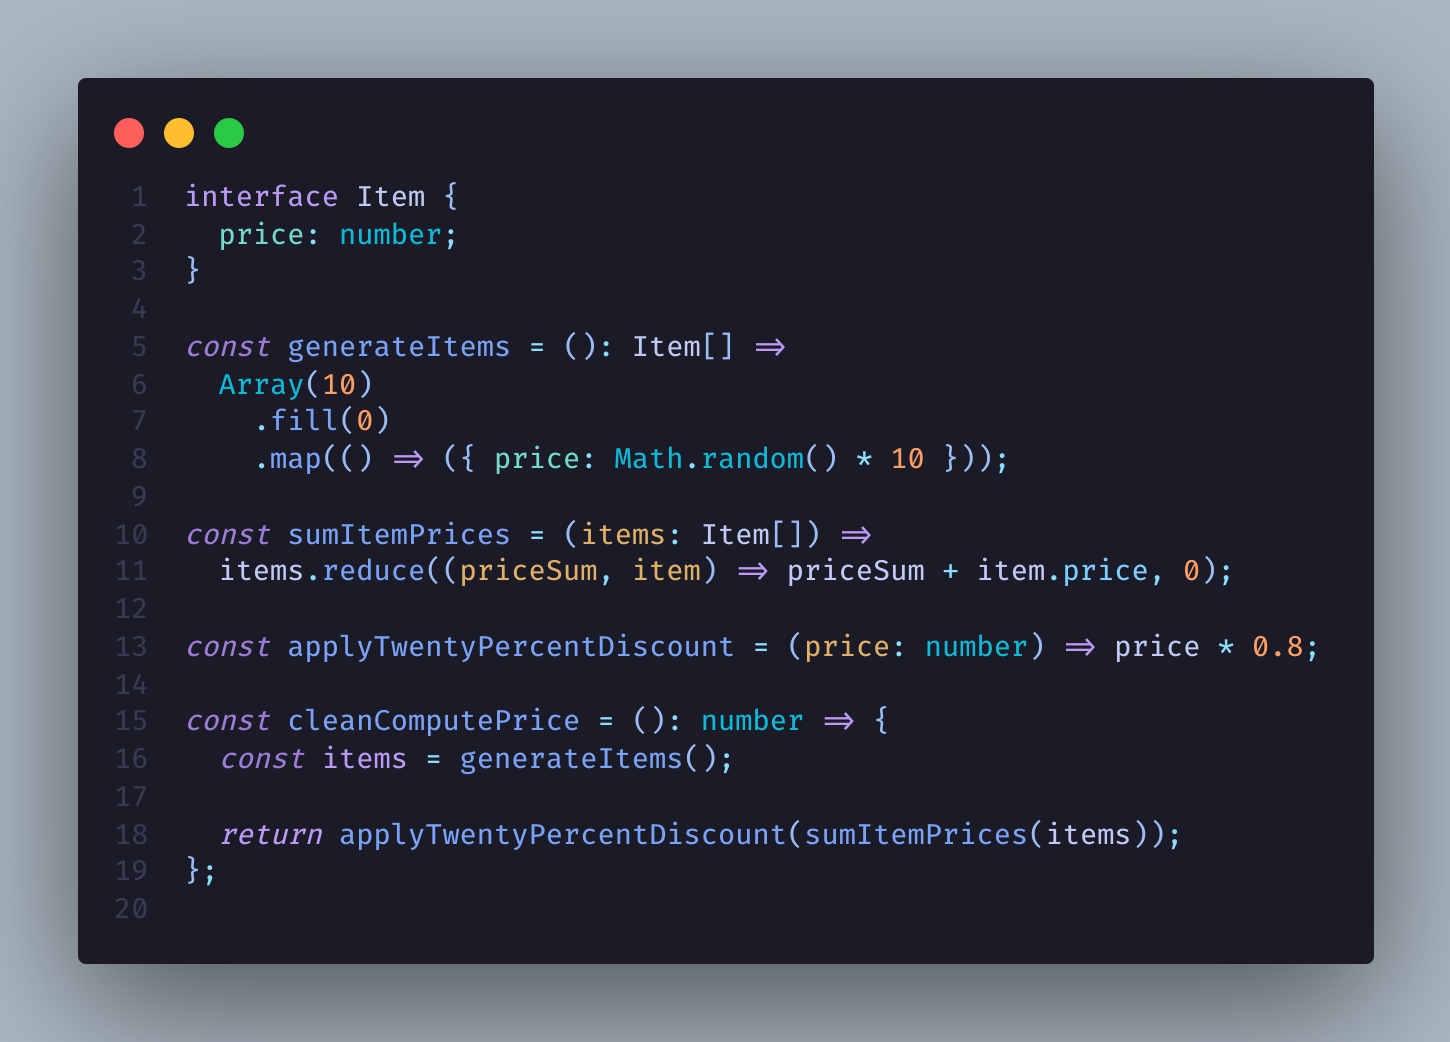 1 interface Item {
2   price: number;
3 }
4
5 const generateItems = (): Item[] =>
6   Array(10)
7     .fill(0)
8     .map(() => ({ price: Math.random() * 10 }));
9
10 const sumItemPrices = (items: Item[]) =>
11   items.reduce((priceSum, item) => priceSum + item.price, 0);
12
13 const applyTwentyPercentDiscount = (price: number) => price * 0.8;
14
15 const cleanComputePrice = (): number => {
16   const items = generateItems();
17
18   return applyTwentyPercentDiscount(sumItemPrices(items));
19 };
20